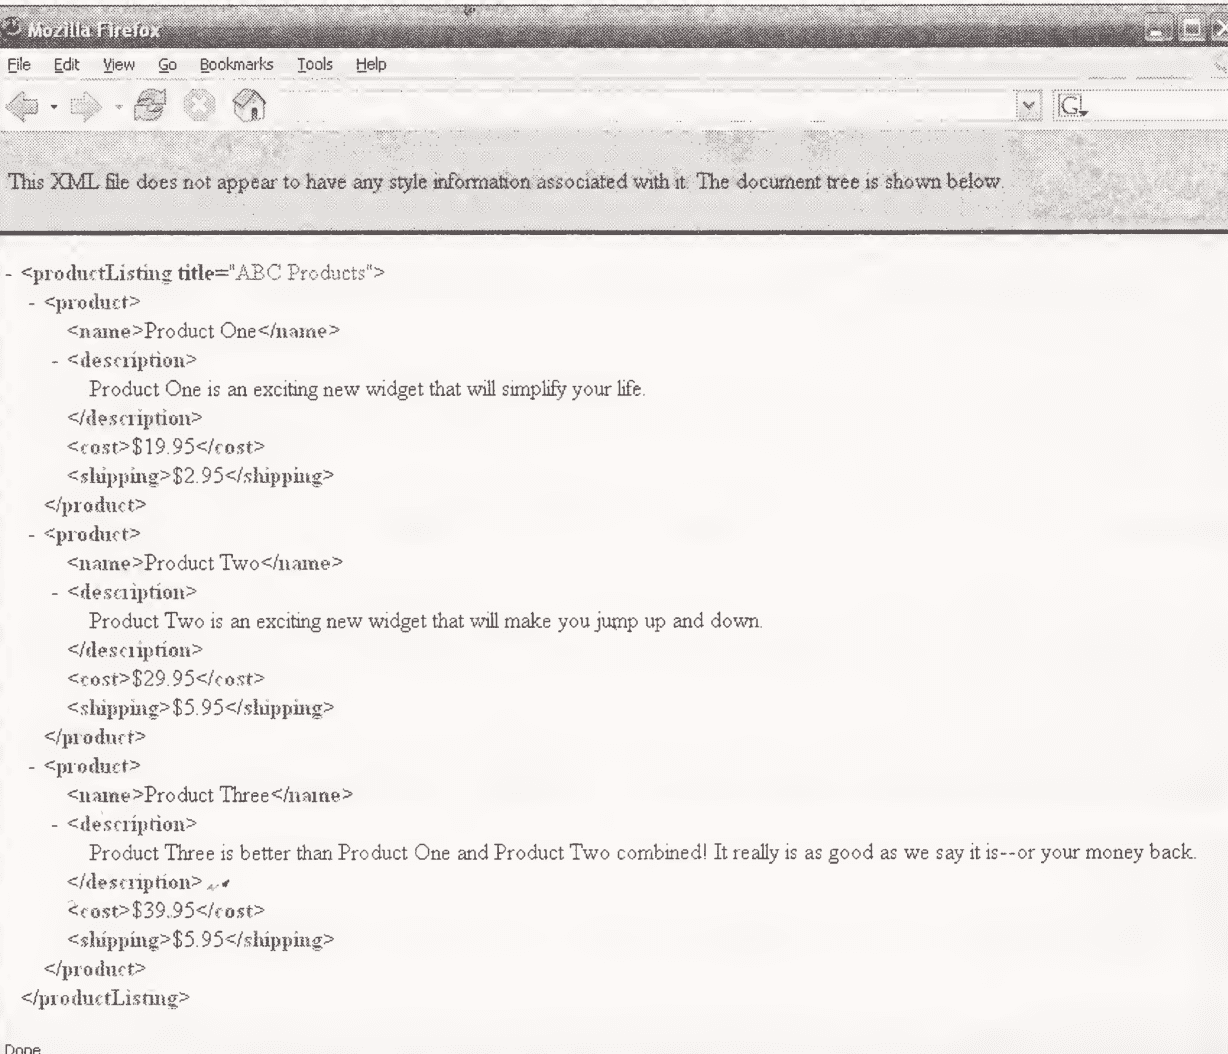 Mozilla Firefox
File Edit View Go Bookmarks Tools Help
G
This XML file does not appear to have any style information associated with it. The document tree is shown below.
- <productListing title="ABC Products">
- <product>
<name>Product One</name>
- <description>
Product One is an exciting new widget that will simplify your life.
</description>
<cost>$19.95</cost>
<shipping>$2.95</shipping>
</product>
- <product>
<name>Product Two</name>
- <description>
Product Two is an exciting new widget that will make you jump up and down.
</description>
<cost>$29.95</cost>
<shipping>$5.95</shipping>
</product>
- <product>
<name>Product Three</name>
- <description>
Product Three is better than Product One and Product Two combined! It really is as good as we say it is--or your money back.
</description>
<cost>$39.95</cost>
<shipping>$5.95</shipping>
</product>
</productListing>
Done